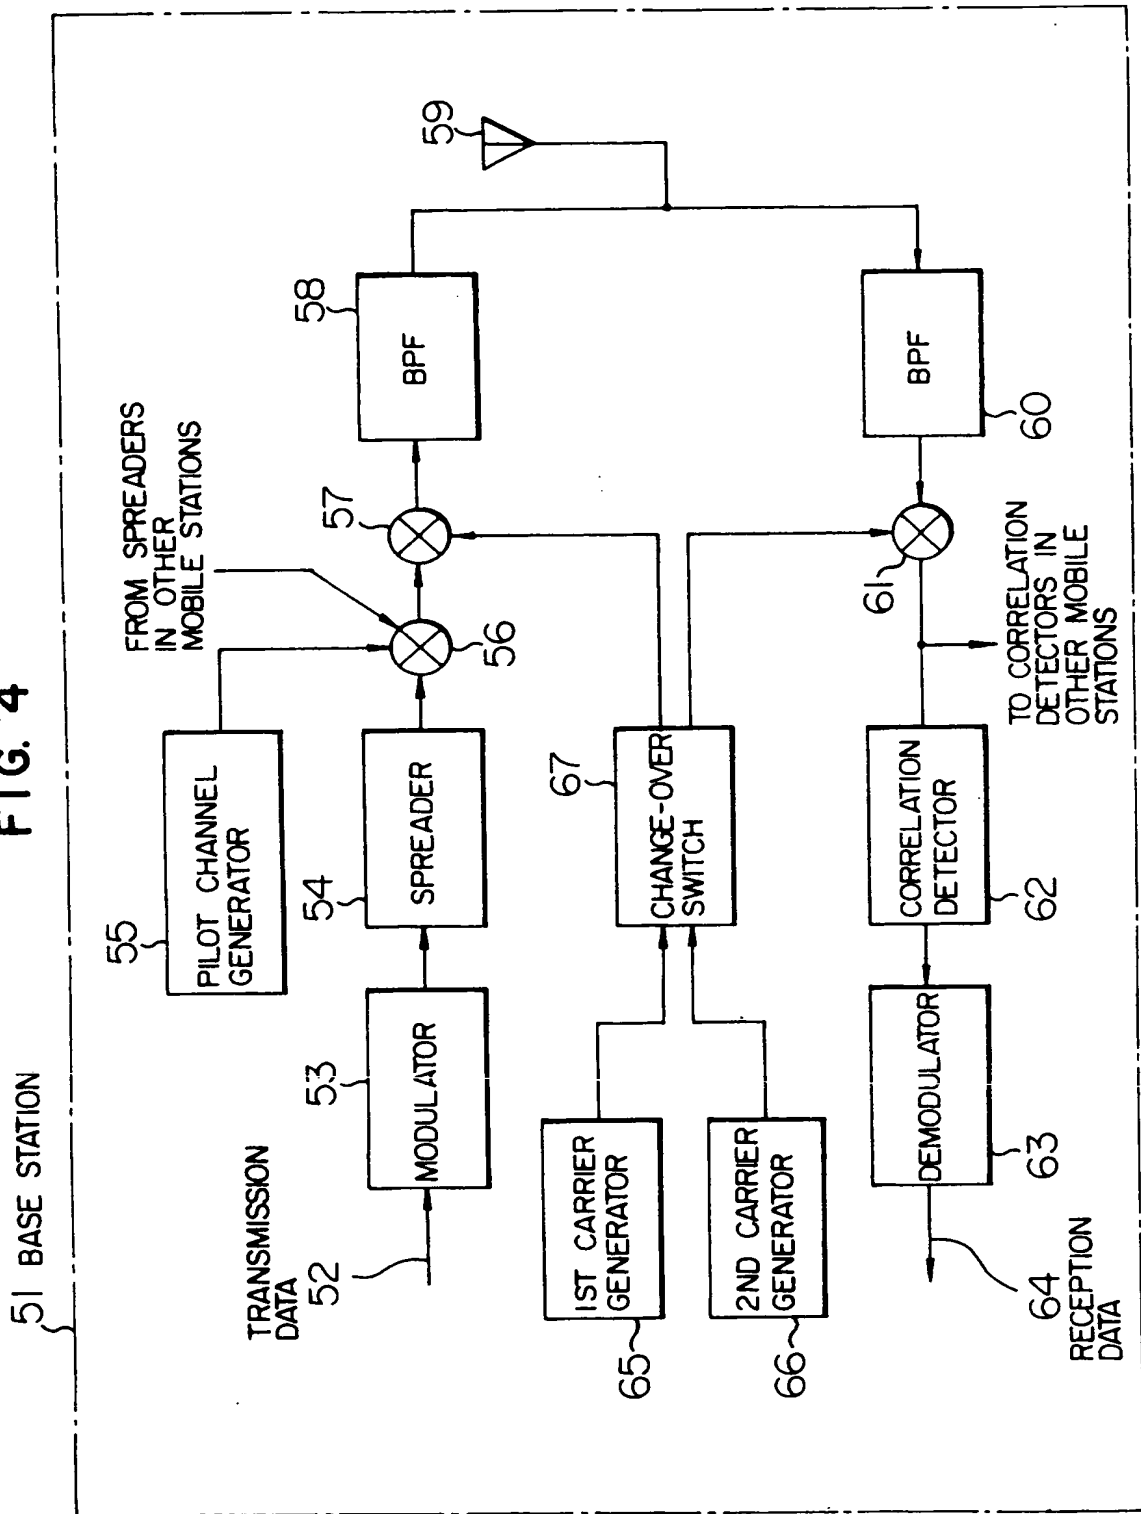 FIG. 4
51 BASE STATION
TRANSMISSION
DATA
52
53
MODULATOR
54
SPREADER
55
PILOT CHANNEL
GENERATOR
FROM SPREADERS
IN OTHER
MOBILE STATIONS
56
57
58
BPF
59
65
1ST CARRIER
GENERATOR
66
2ND CARRIER
GENERATOR
67
CHANGE-OVER
SWITCH
BPF
60
61
TO CORRELATION
DETECTORS IN
OTHER MOBILE
STATIONS
CORRELATION
DETECTOR
62
DEMODULATOR
63
64
RECEPTION
DATA